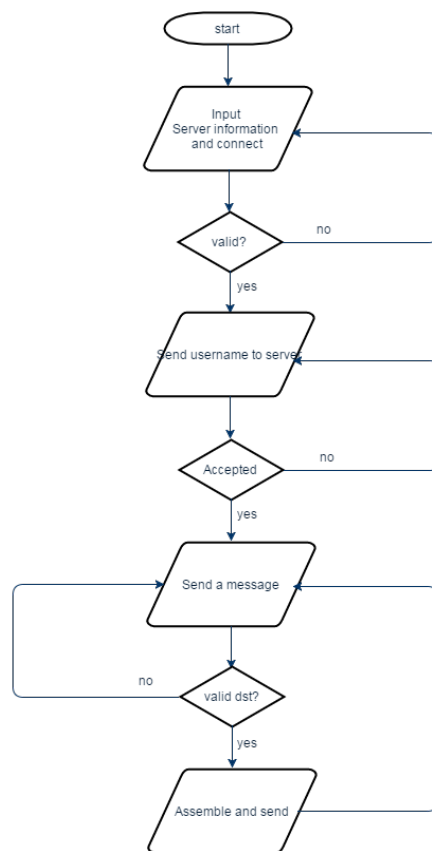 start
Input
Server information
and connect
valid?
no
yes
Send username to server
Accepted
no
yes
Send a message
no
valid dst?
yes
Assemble and send